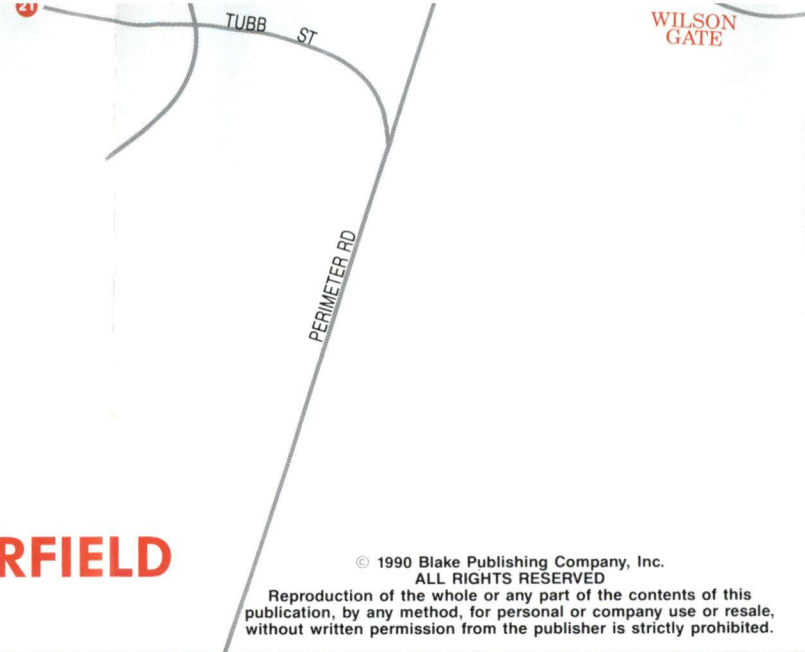 21
TUBB ST
WILSON
GATE
PERIMETER RD
RFIELD
© 1990 Blake Publishing Company, Inc.
ALL RIGHTS RESERVED
Reproduction of the whole or any part of the contents of this
publication, by any method, for personal or company use or resale,
without written permission from the publisher is strictly prohibited.